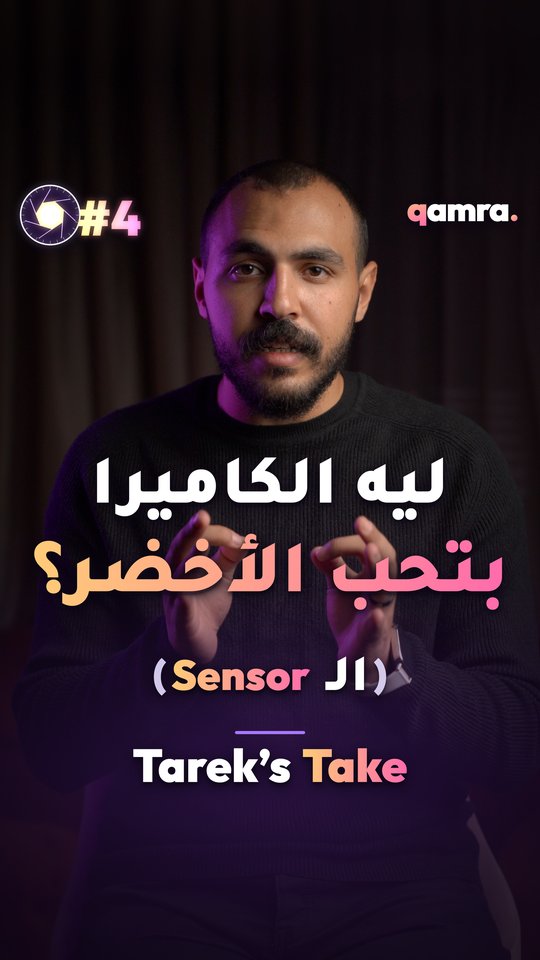 #4
qamra.
ليه الكاميرا
بتحب الأخضر؟
(الـ Sensor)
Tarek's Take